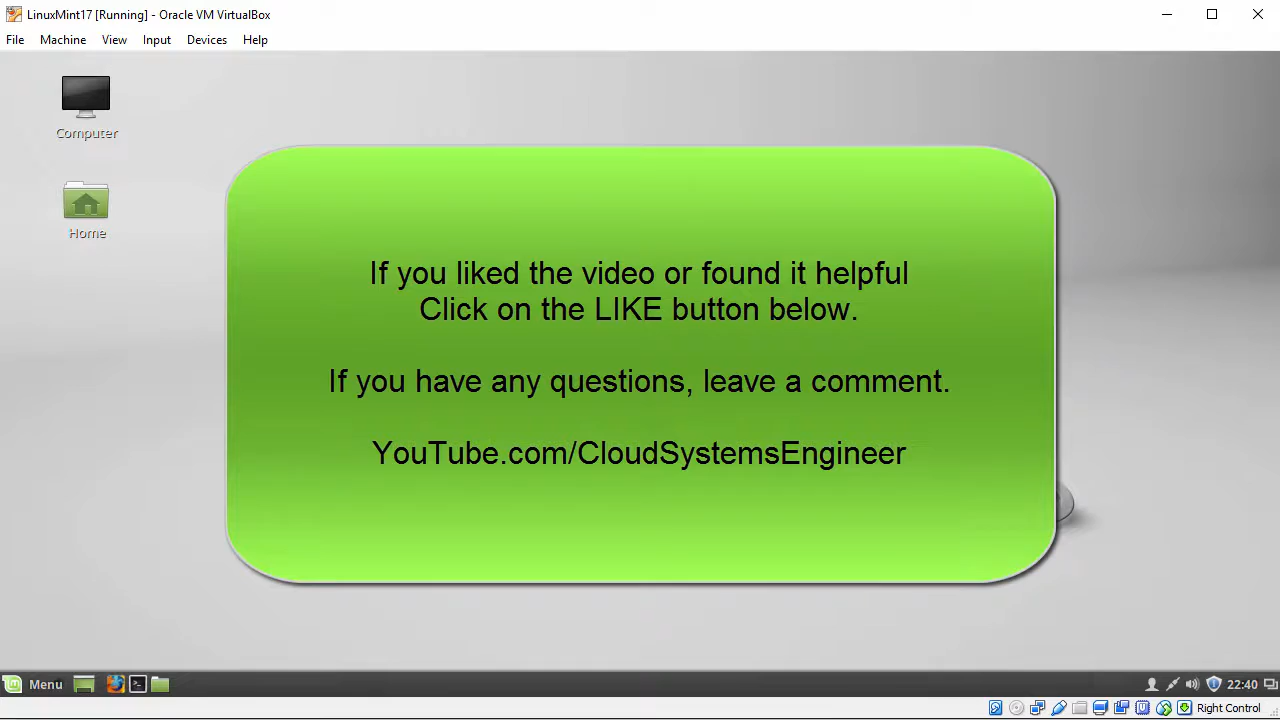 LinuxMint17 [Running] - Oracle VM VirtualBox
File Machine View Input Devices Help
Computer
Home
If you liked the video or found it helpful
Click on the LIKE button below.
If you have any questions, leave a comment.
YouTube.com/CloudSystemsEngineer
Menu
22:40
Right Control